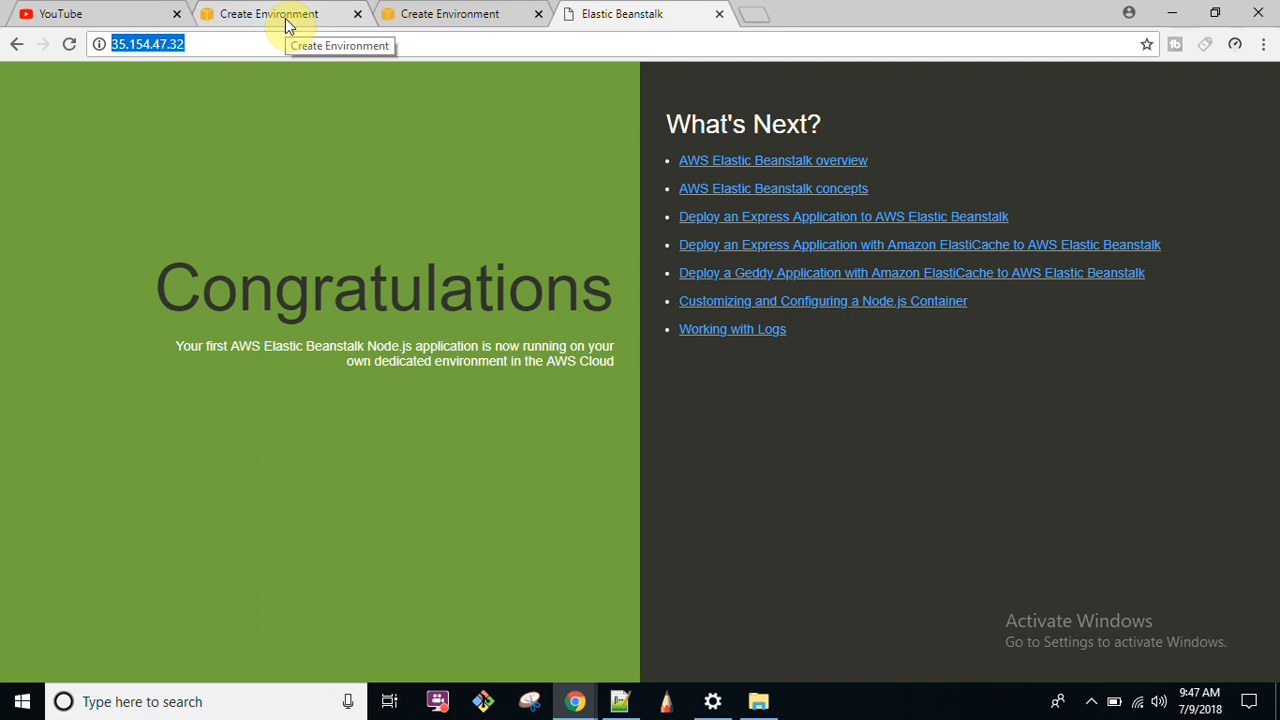 YouTube
Create Environment
Create Environment
Elastic Beanstalk
35.154.47.32
Create Environment
Congratulations
Your first AWS Elastic Beanstalk Node.js application is now running on your
own dedicated environment in the AWS Cloud
What's Next?
AWS Elastic Beanstalk overview
AWS Elastic Beanstalk concepts
Deploy an Express Application to AWS Elastic Beanstalk
Deploy an Express Application with Amazon ElastiCache to AWS Elastic Beanstalk
Deploy a Geddy Application with Amazon ElastiCache to AWS Elastic Beanstalk
Customizing and Configuring a Node.js Container
Working with Logs
Activate Windows
Go to Settings to activate Windows.
Type here to search
9:47 AM
7/9/2018